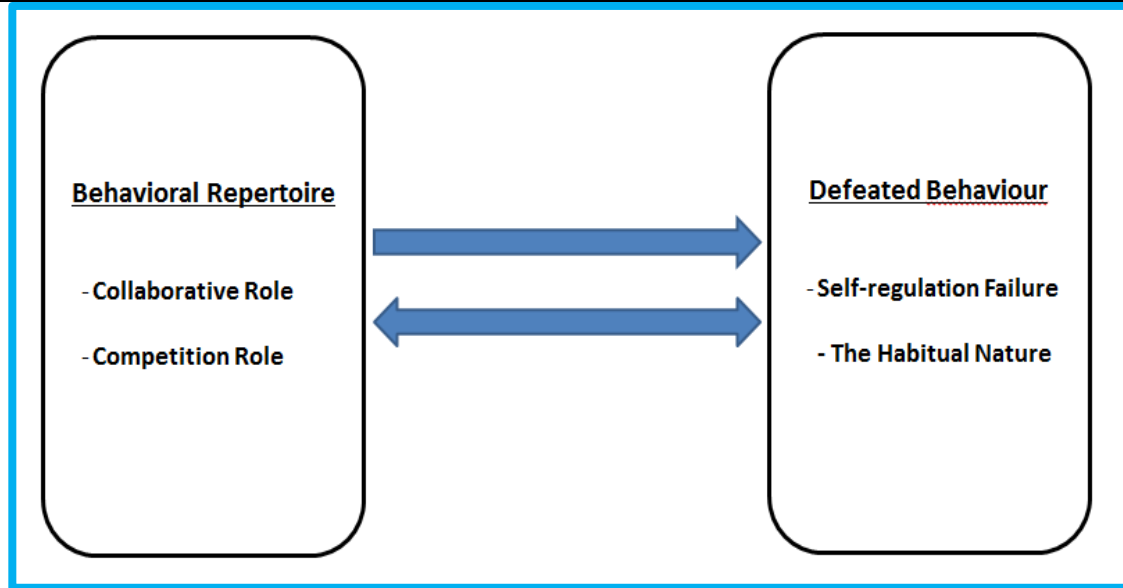 Behavioral Repertoire
- Collaborative Role
- Competition Role
Defeated Behaviour
- Self-regulation Failure
- The Habitual Nature